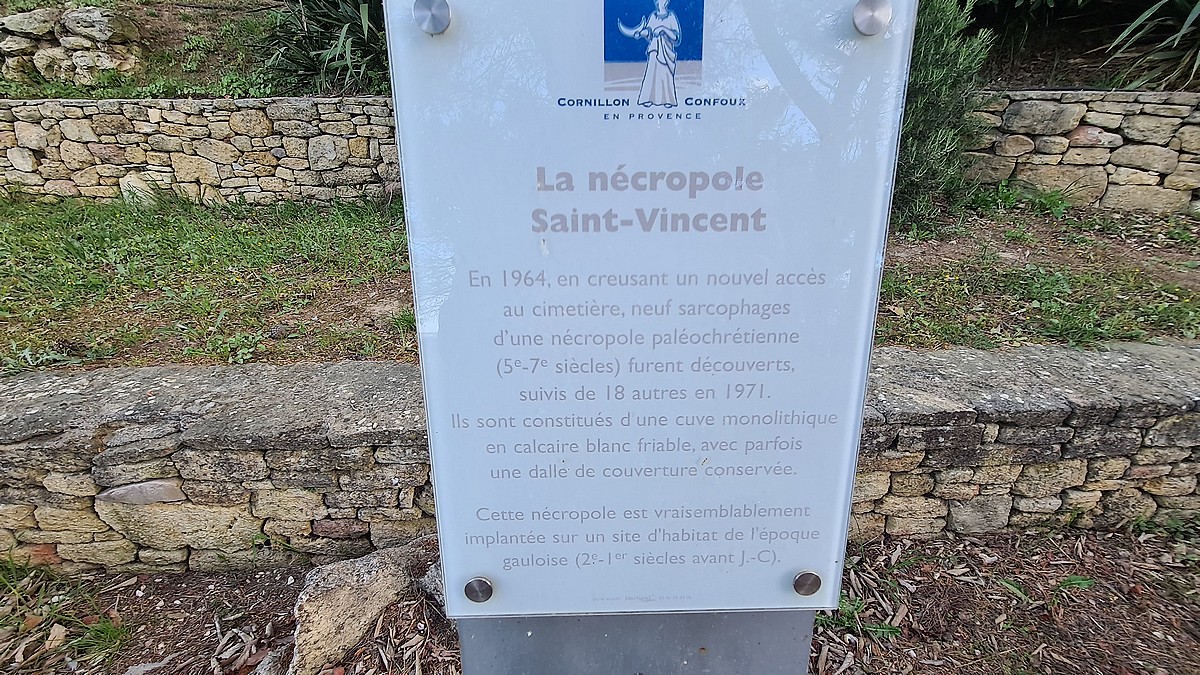 CORNILLON CONFOUX
EN PROVENCE
La nécropole
Saint-Vincent
En 1964, en creusant un nouvel accès
au cimetière, neuf sarcophages
d'une nécropole paléochrétienne
(5e-7e siècles) furent découverts,
suivis de 18 autres en 1971.
Ils sont constitués d'une cuve monolithique
en calcaire blanc friable, avec parfois
une dalle de couverture conservée.
Cette nécropole est vraisemblablement
implantée sur un site d'habitat de l'époque
gauloise (2e-1er siècles avant J.-C).